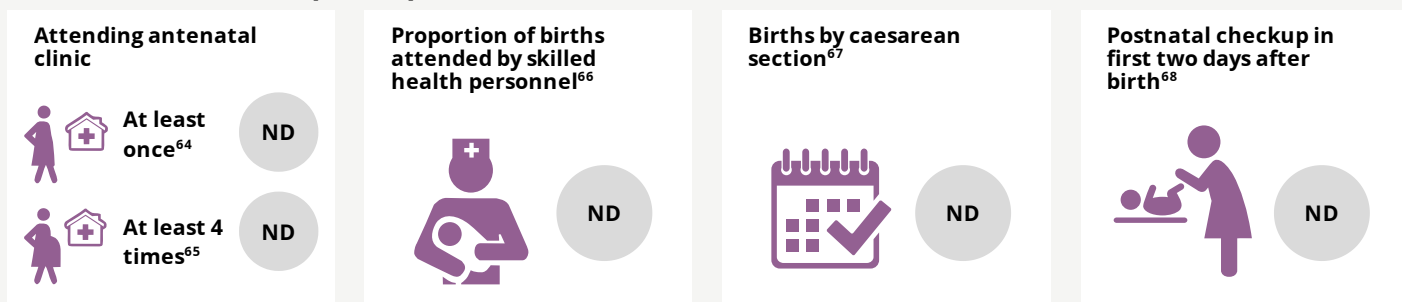 Attending antenatal
clinic
At least
once⁶⁴
ND
At least 4
times⁶⁵
ND
Proportion of births
attended by skilled
health personnel⁶⁶
ND
Births by caesarean
section⁶⁷
ND
Postnatal checkup in
first two days after
birth⁶⁸
ND